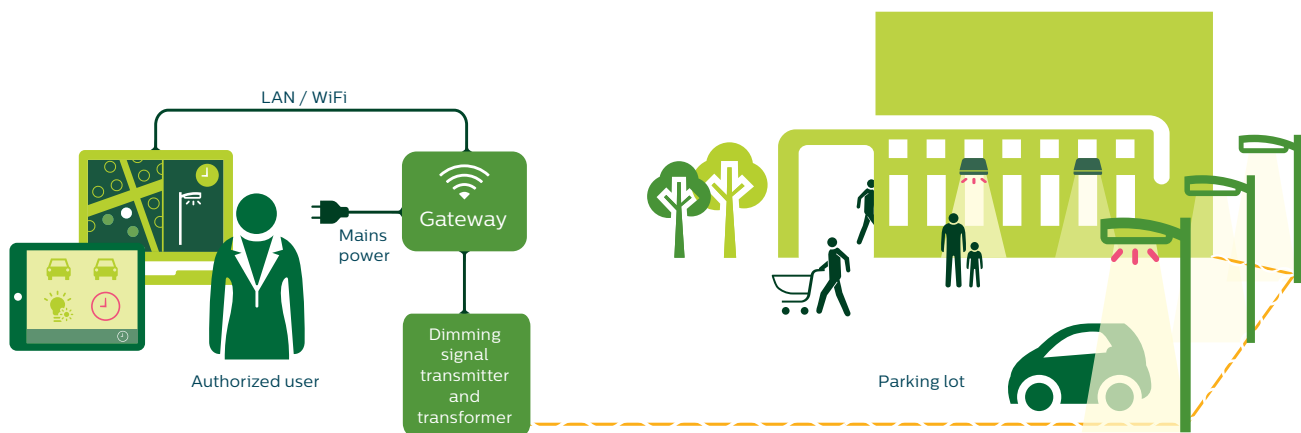 LAN / WiFi
Gateway
Mains
power
Dimming
signal
transmitter
and
transformer
Authorized user
Parking lot